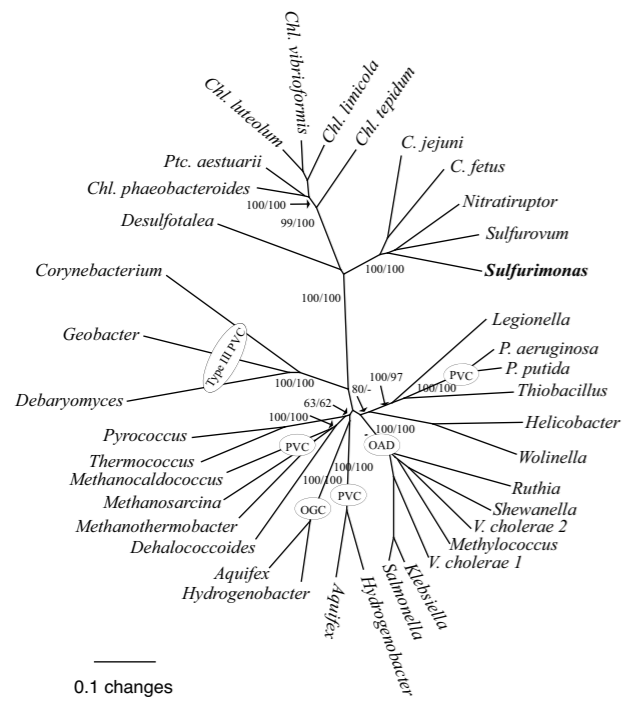 Chl. vibrioformis
Chl. limicola
Chl. luteolum
Chl. tepidum
C. jejuni
Ptc. aestuarii
C. fetus
Chl. phaeobacteroides
Nitratiruptor
100/100
Desulfotalea
99/100
Sulfurovum
Corynebacterium
100/100
Sulfurimonas
100/100
Legionella
Geobacter
Type III PVC
P. aeruginosa
PVC
P. putida
100/100
80/-
100/97
100/100
Thiobacillus
Debaryomyces
63/62
100/100
Helicobacter
Pyrococcus
100/100
PVC
OAD
Wolinella
Thermococcus
100/100
Methanocaldococcus
100/100
Ruthia
Methanosarcina
PVC
Shewanella
OGC
Methanothermobacter
V. cholerae 2
Dehalococcoides
Methylococcus
V. cholerae 1
Aquifex
Hydrogenobacter
Aquifex
Hydrogenobacter
Salmonella
Klebsiella
0.1 changes